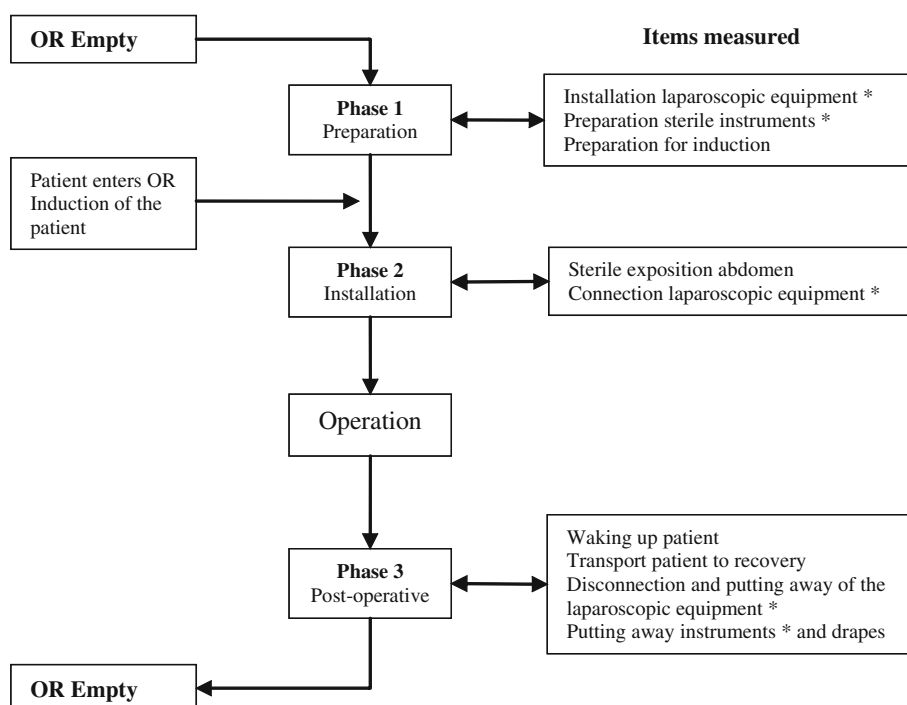 OR Empty
Items measured
Phase 1
Preparation
Installation laparoscopic equipment *
Preparation sterile instruments *
Preparation for induction
Patient enters OR
Induction of the
patient
Phase 2
Installation
Sterile exposition abdomen
Connection laparoscopic equipment *
Operation
Phase 3
Post-operative
Waking up patient
Transport patient to recovery
Disconnection and putting away of the
laparoscopic equipment *
Putting away instruments * and drapes
OR Empty